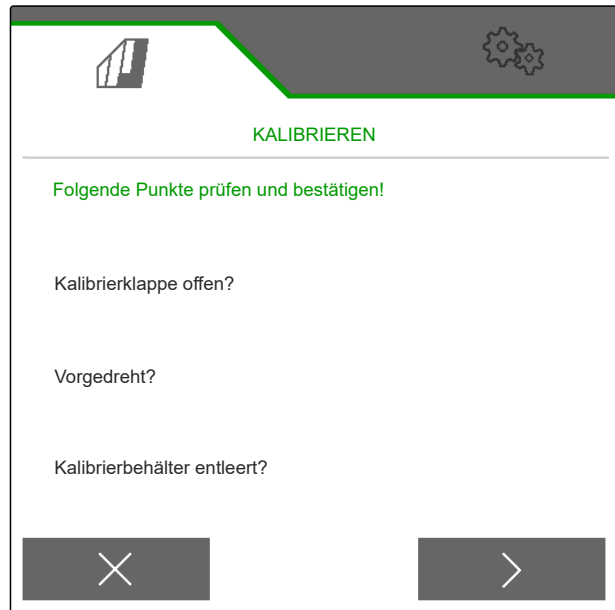 KALIBRIEREN
Folgende Punkte prüfen und bestätigen!
Kalibrierklappe offen?
Vorgedreht?
Kalibrierbehälter entleert?